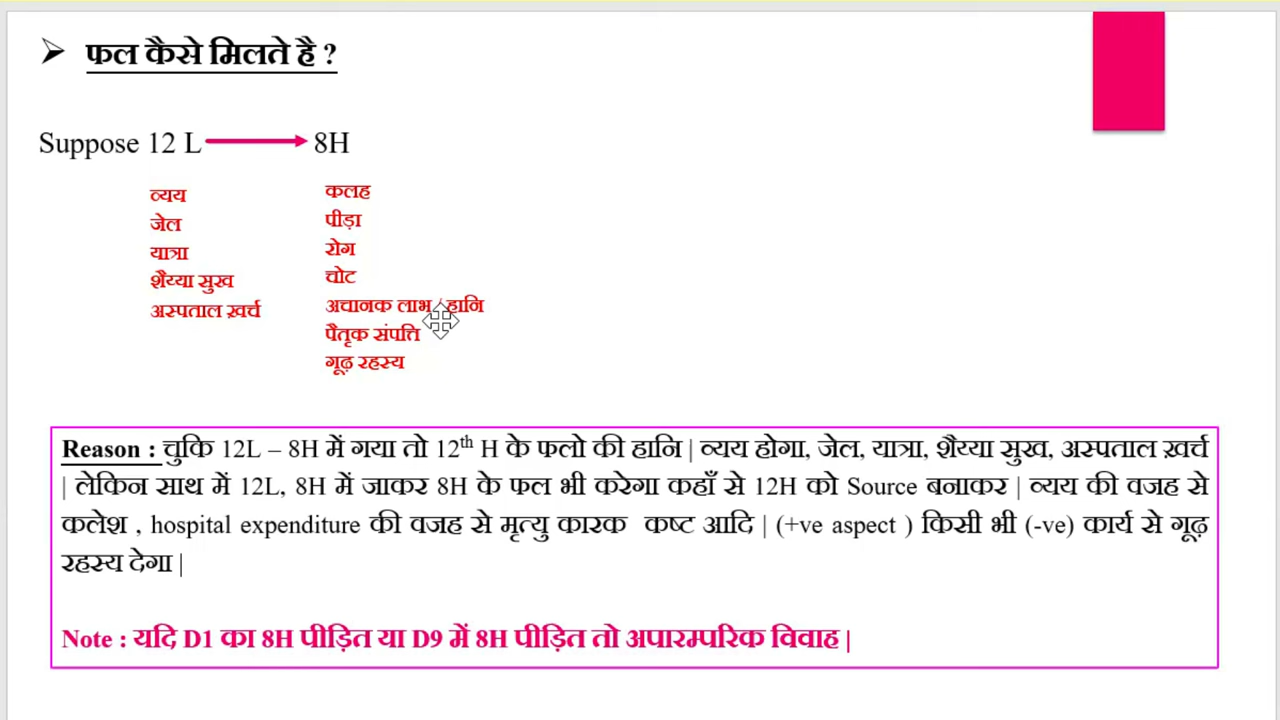 ➢ फल कैसे मिलते है ?
Suppose 12 L → 8H
व्यय
जेल
यात्रा
शैय्या सुख
अस्पताल ख़र्च
कलह
पीड़ा
रोग
चोट
अचानक लाभ / हानि
पैतृक संपत्ति
गूढ़ रहस्य
Reason : चुकि 12L – 8H में गया तो 12th H के फलो की हानि | व्यय होगा, जेल, यात्रा, शैय्या सुख, अस्पताल ख़र्च
| लेकिन साथ में 12L, 8H में जाकर 8H के फल भी करेगा कहाँ से 12H को Source बनाकर | व्यय की वजह से
कलेश , hospital expenditure की वजह से मृत्यु कारक कष्ट आदि | (+ve aspect ) किसी भी (-ve) कार्य से गूढ़
रहस्य देगा |
Note : यदि D1 का 8H पीड़ित या D9 में 8H पीड़ित तो अपारम्परिक विवाह |